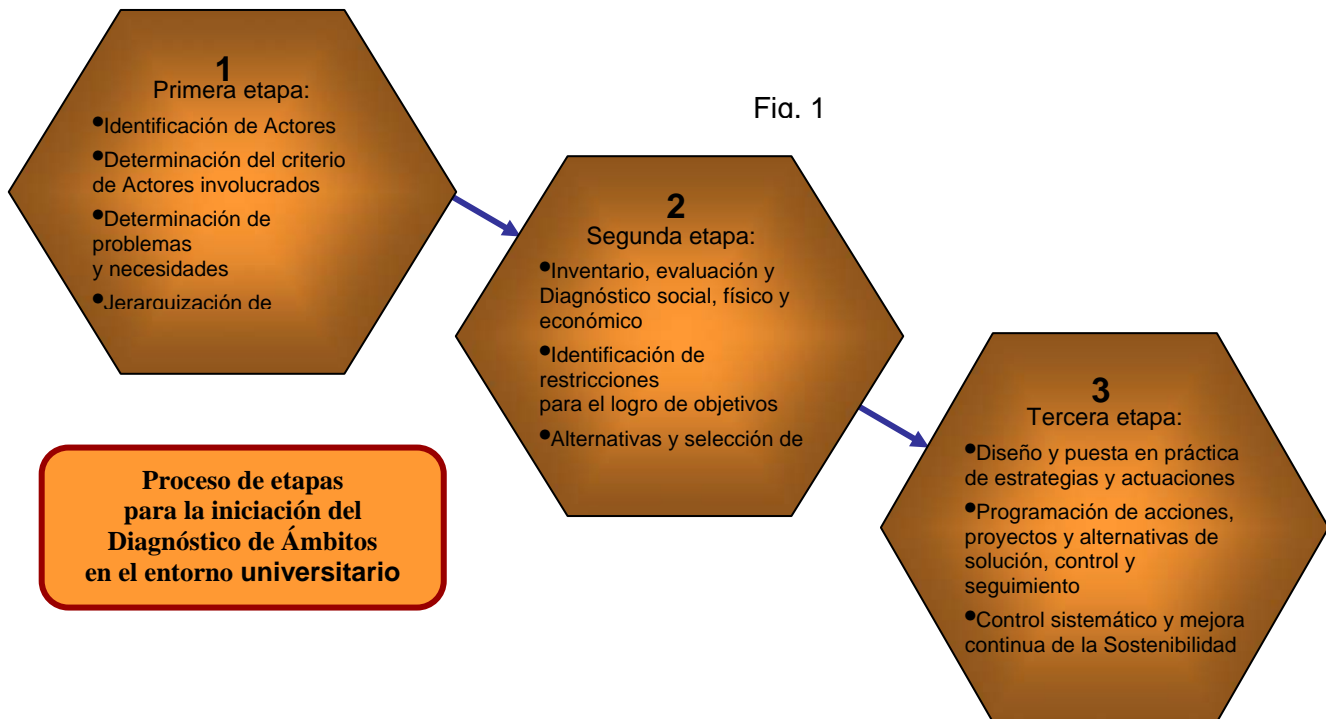 1
Primera etapa:
•Identificación de Actores
•Determinación del criterio
de Actores involucrados
•Determinación de
problemas
y necesidades
•Jerarquización de
Fig. 1
2
Segunda etapa:
•Inventario, evaluación y
Diagnóstico social, físico y
económico
•Identificación de
restricciones
para el logro de objetivos
•Alternativas y selección de
3
Tercera etapa:
•Diseño y puesta en práctica
de estrategias y actuaciones
•Programación de acciones,
proyectos y alternativas de
solución, control y
seguimiento
•Control sistemático y mejora
continua de la Sostenibilidad
Proceso de etapas
para la iniciación del
Diagnóstico de Ámbitos
en el entorno universitario